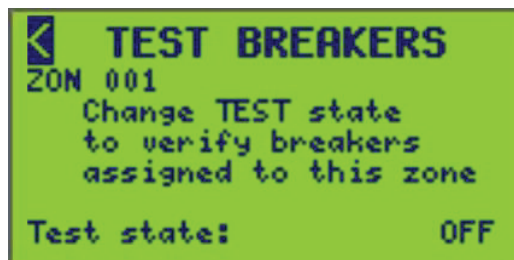 < TEST BREAKERS
ZON 001
Change TEST state
to verify breakers
assigned to this zone
Test state: OFF